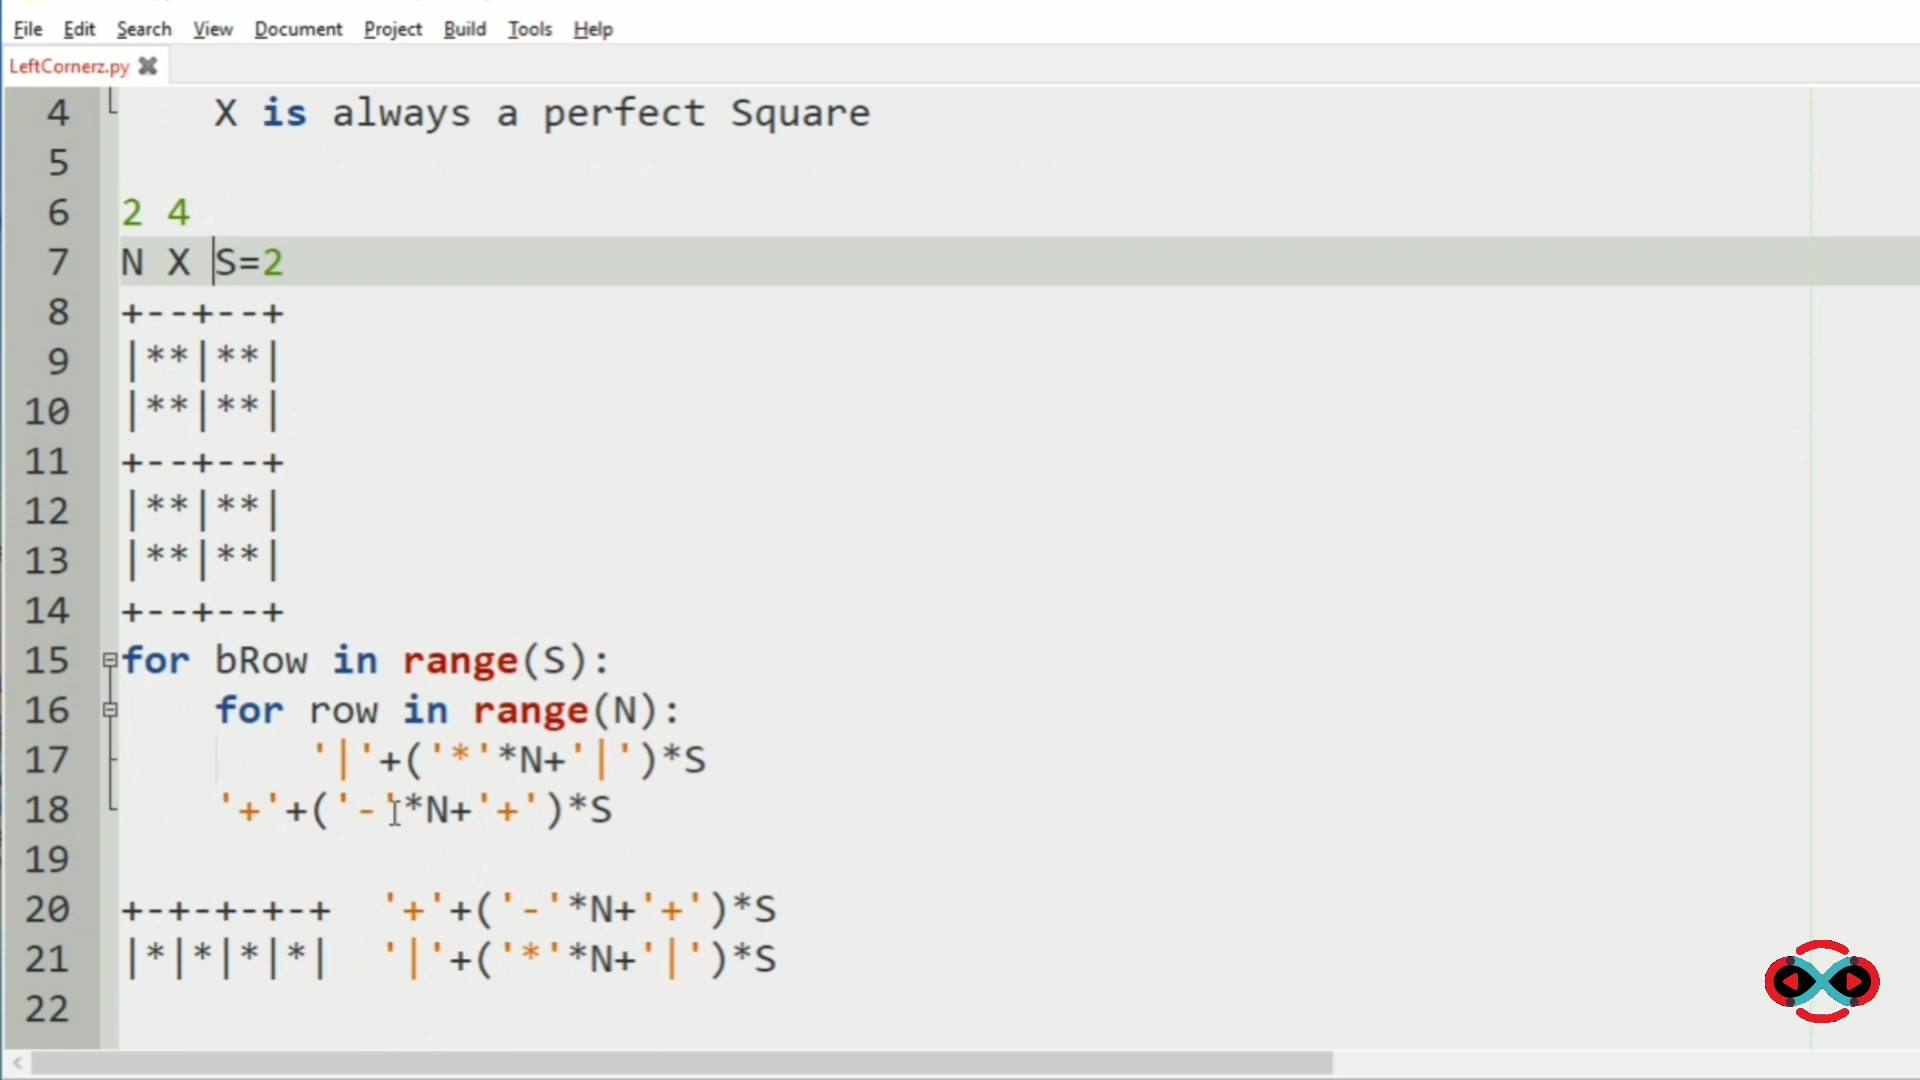 File Edit Search View Document Project Build Tools Help
LeftCornerz.py
4 X is always a perfect Square
5
6 2 4
7 N X S=2
8 +--+--+
9 |**|**|
10 |**|**|
11 +--+--+
12 |**|**|
13 |**|**|
14 +--+--+
15 for bRow in range(S):
16 for row in range(N):
17 '|'+('*'*N+'|')*S
18 '+'+('-'*N+'+')*S
19
20 +-+-+-+-+ '+'+('-'*N+'+')*S
21 |*|*|*|*| '|'+('*'*N+'|')*S
22